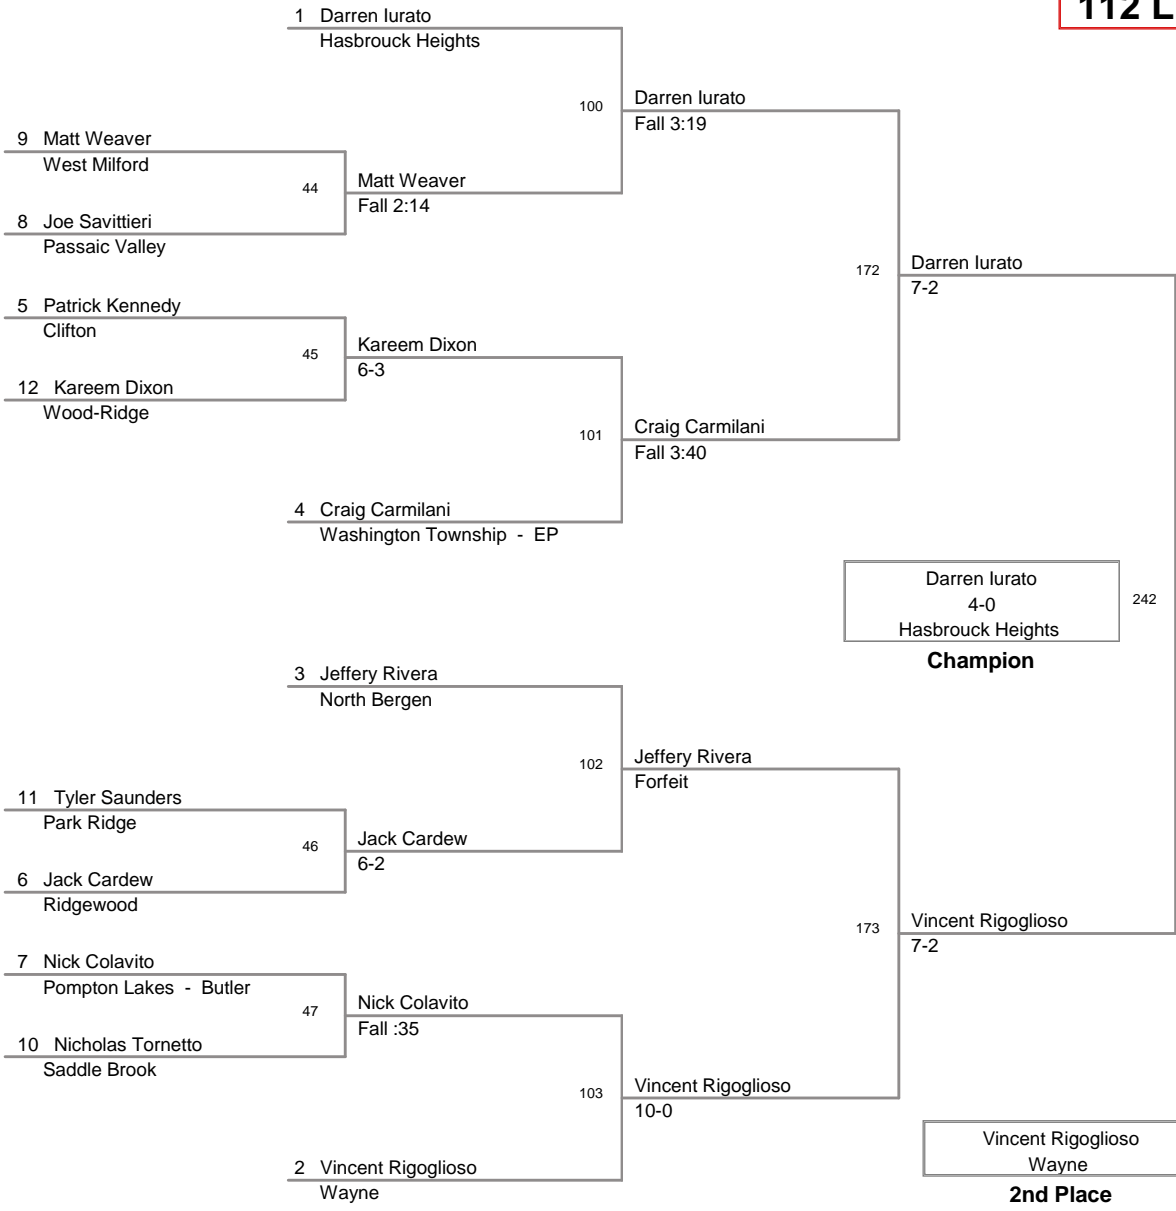 112 L
1 Darren Iurato
Hasbrouck Heights
100
Darren Iurato
Fall 3:19
9 Matt Weaver
West Milford
44
Matt Weaver
Fall 2:14
8 Joe Savittieri
Passaic Valley
172
Darren Iurato
7-2
5 Patrick Kennedy
Clifton
45
Kareem Dixon
6-3
12 Kareem Dixon
Wood-Ridge
101
Craig Carmilani
Fall 3:40
4 Craig Carmilani
Washington Township - EP
Darren Iurato
4-0
Hasbrouck Heights
242
Champion
3 Jeffery Rivera
North Bergen
102
Jeffery Rivera
Forfeit
11 Tyler Saunders
Park Ridge
46
Jack Cardew
6-2
6 Jack Cardew
Ridgewood
173
Vincent Rigoglioso
7-2
7 Nick Colavito
Pompton Lakes - Butler
47
Nick Colavito
Fall :35
10 Nicholas Tornetto
Saddle Brook
103
Vincent Rigoglioso
10-0
2 Vincent Rigoglioso
Wayne
Vincent Rigoglioso
Wayne
2nd Place